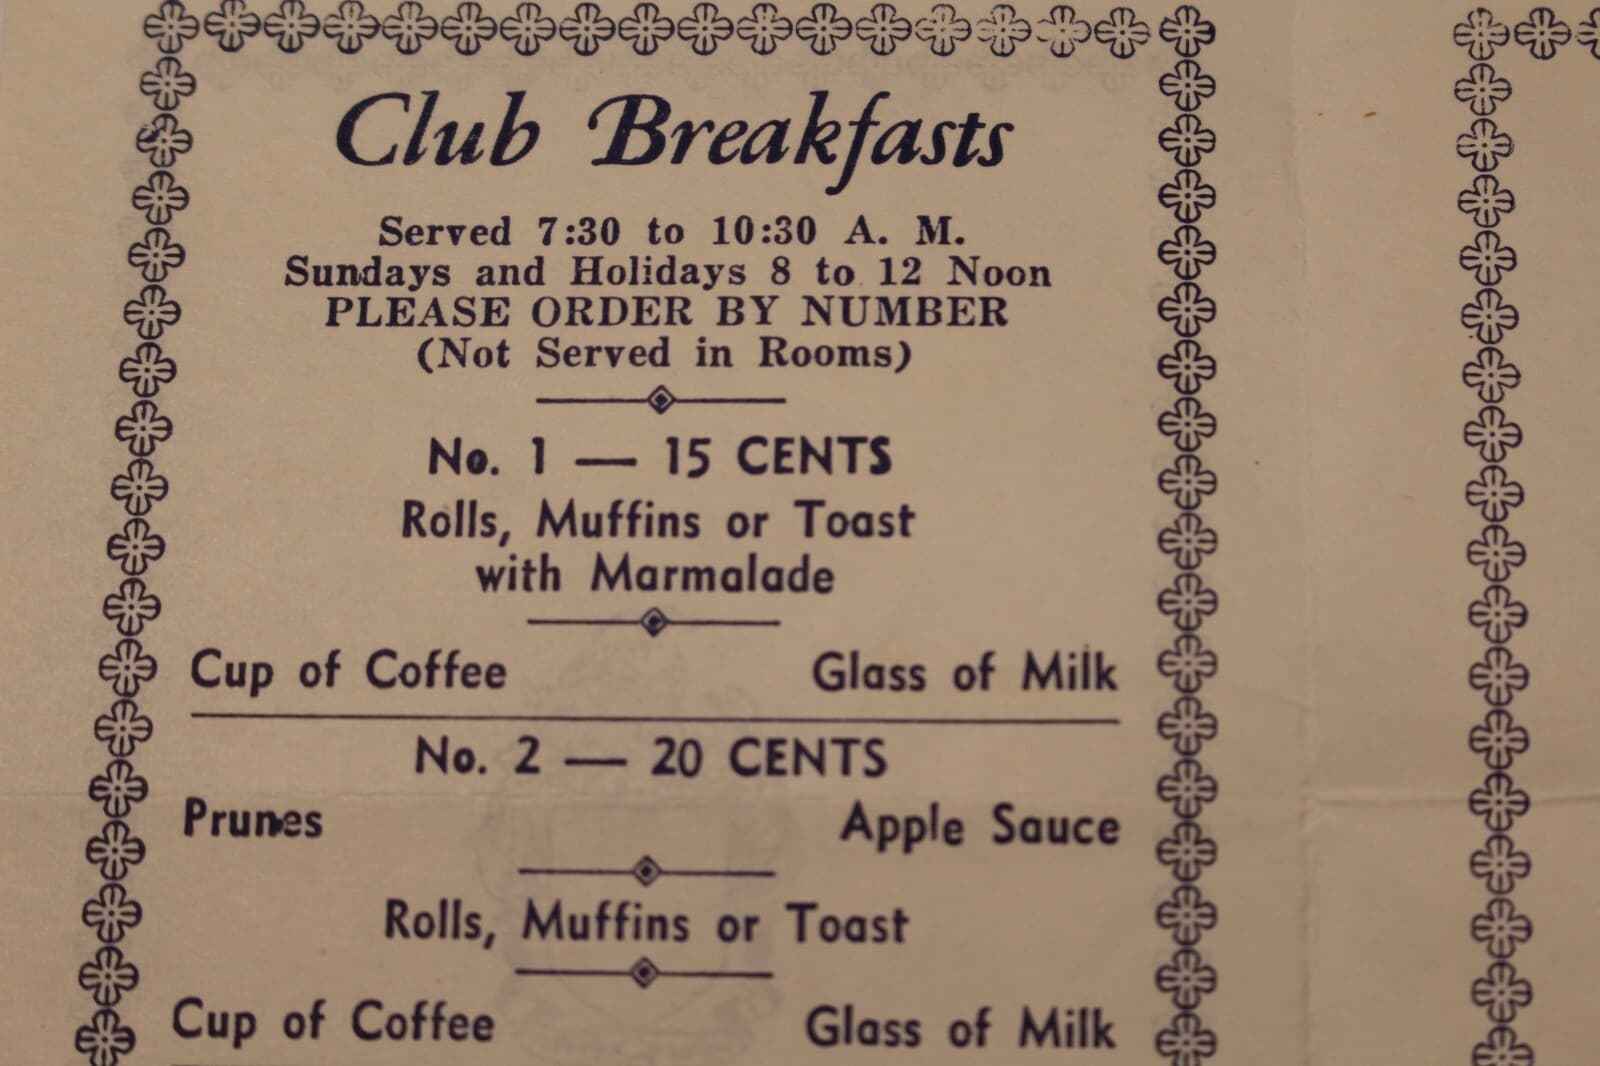 Club Breakfasts
Served 7:30 to 10:30 A. M.
Sundays and Holidays 8 to 12 Noon
PLEASE ORDER BY NUMBER
(Not Served in Rooms)
No. 1 — 15 CENTS
Rolls, Muffins or Toast
with Marmalade
Cup of Coffee Glass of Milk
No. 2 — 20 CENTS
Prunes Apple Sauce
Rolls, Muffins or Toast
Cup of Coffee Glass of Milk